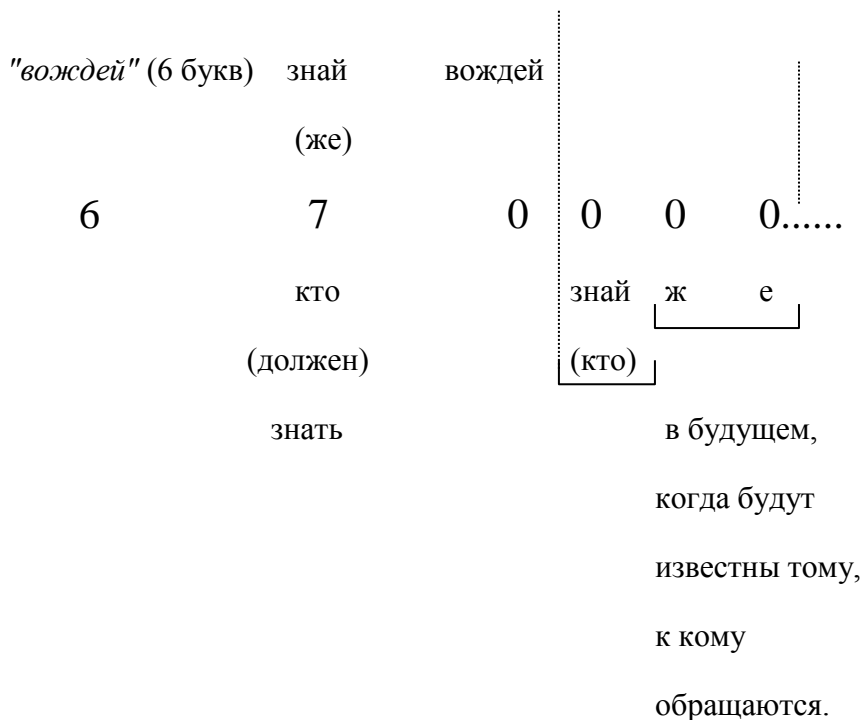 "вождей" (6 букв) знай вождей
(же)
6 7 0 0 0 0......
кто знай ж е
(должен) (кто)
знать в будущем,
когда будут
известны тому,
к кому
обращаются.